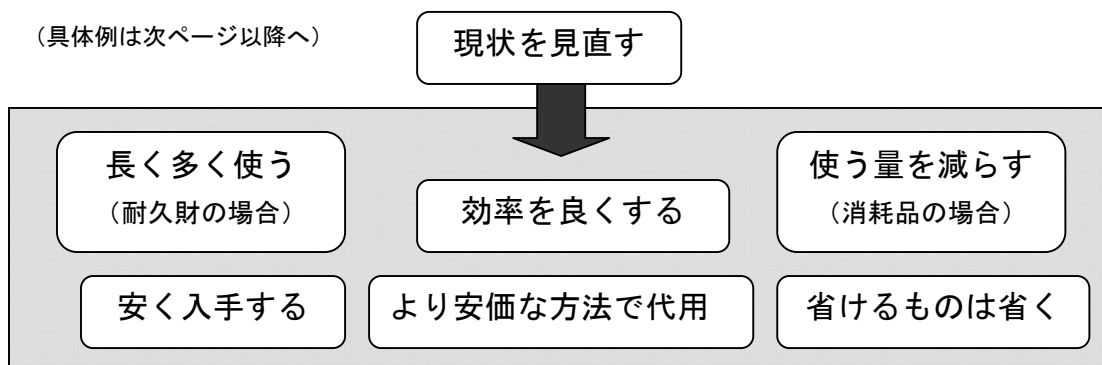 (具体例は次ページ以降へ)
現状を見直す
長く多く使う
(耐久財の場合)
効率を良くする
使う量を減らす
(消耗品の場合)
安く入手する
より安価な方法で代用
省けるものは省く